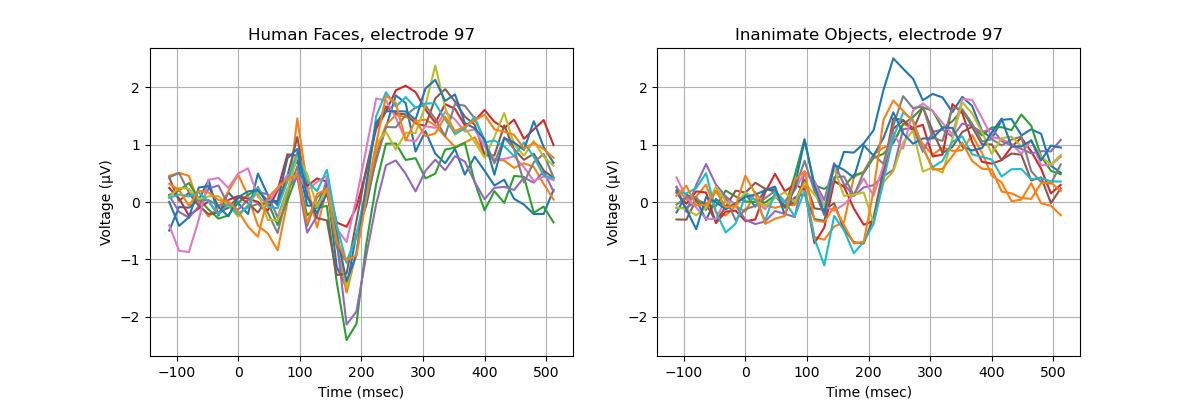 Human Faces, electrode 97
Voltage (µV)
2
1
0
−1
−2
−100 0 100 200 300 400 500
Time (msec)
Inanimate Objects, electrode 97
Voltage (µV)
2
1
0
−1
−2
−100 0 100 200 300 400 500
Time (msec)